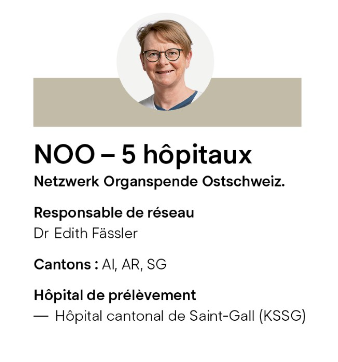 NOO – 5 hôpitaux
Netzwerk Organspende Ostschweiz.
Responsable de réseau
Dr Edith Fässler
Cantons : AI, AR, SG
Hôpital de prélèvement
— Hôpital cantonal de Saint-Gall (KSSG)